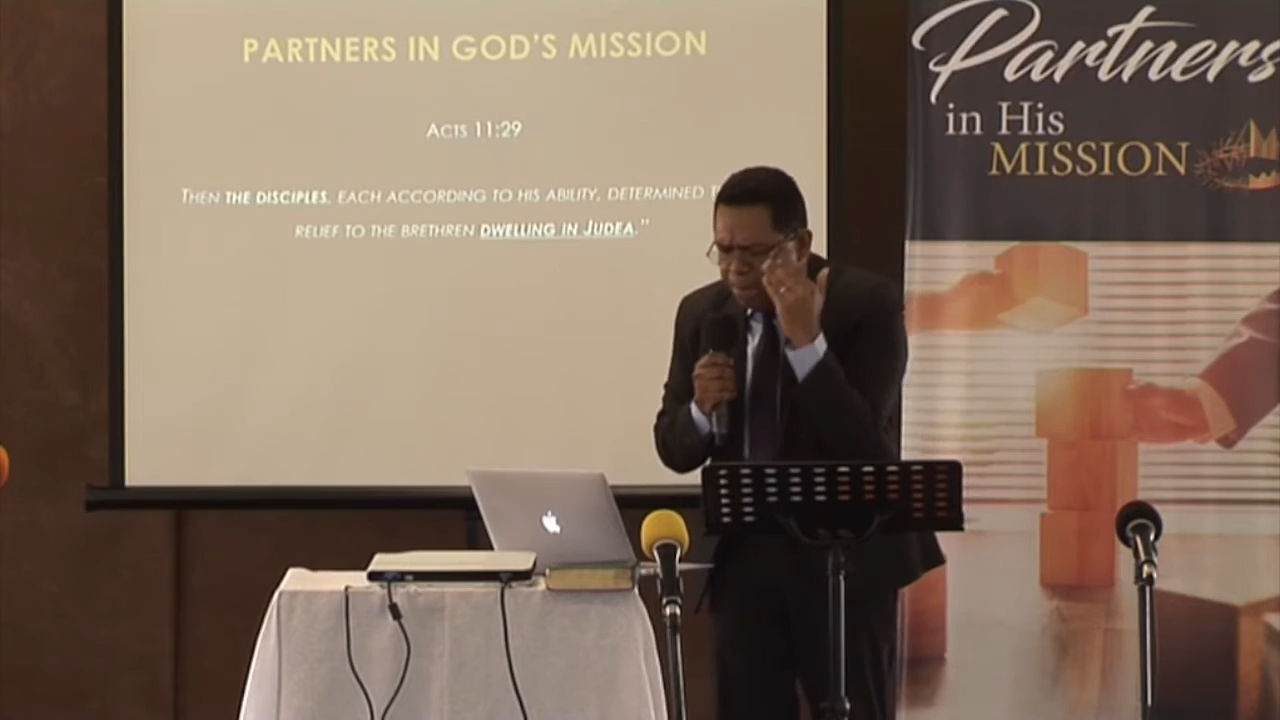 PARTNERS IN GOD'S MISSION
ACTS 11:29
THEN THE DISCIPLES, EACH ACCORDING TO HIS ABILITY, DETERMINED
RELIEF TO THE BRETHREN DWELLING IN JUDEA."
Partners
in His
MISSION